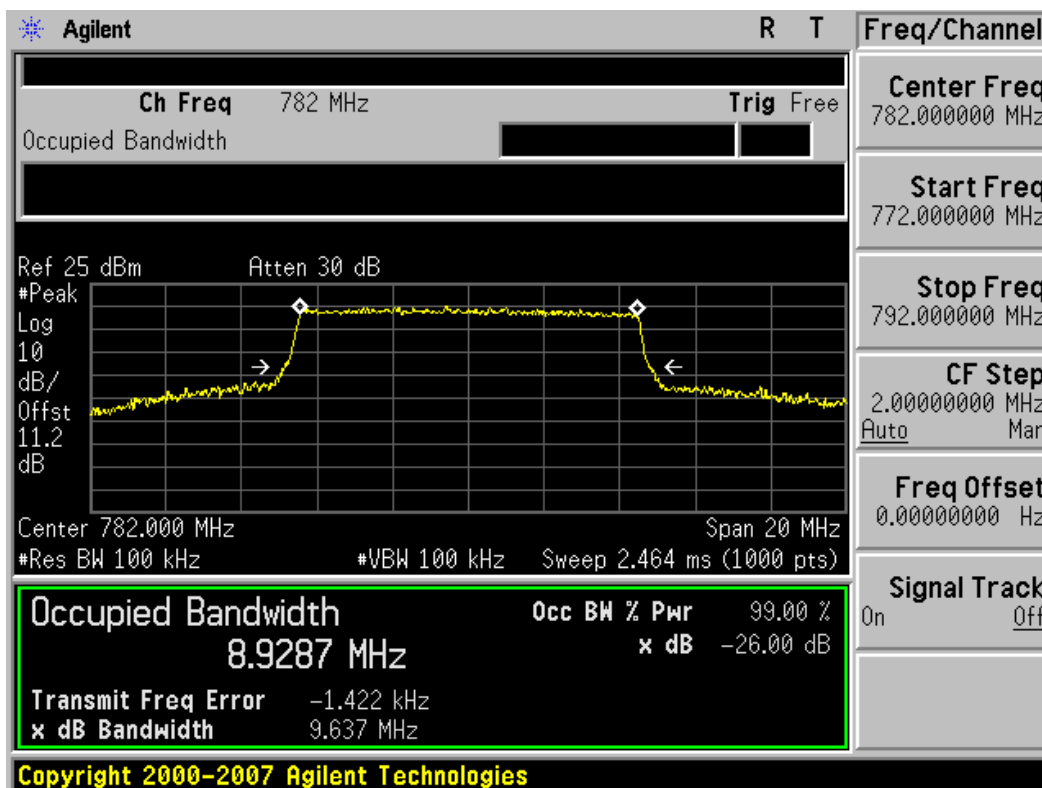 Agilent R T
Freq/Channel
Ch Freq 782 MHz Trig Free
Occupied Bandwidth
Center Freq
782.000000 MHz
Start Freq
772.000000 MHz
Stop Freq
792.000000 MHz
CF Step
2.00000000 MHz
Auto Man
Freq Offset
0.00000000 Hz
Signal Track
On Off
Ref 25 dBm Atten 30 dB
#Peak
Log
10
dB/
Offst
11.2
dB
Center 782.000 MHz Span 20 MHz
#Res BW 100 kHz #VBW 100 kHz Sweep 2.464 ms (1000 pts)
Occupied Bandwidth
8.9287 MHz
Occ BW % Pwr 99.00 %
x dB -26.00 dB
Transmit Freq Error -1.422 kHz
x dB Bandwidth 9.637 MHz
Copyright 2000-2007 Agilent Technologies